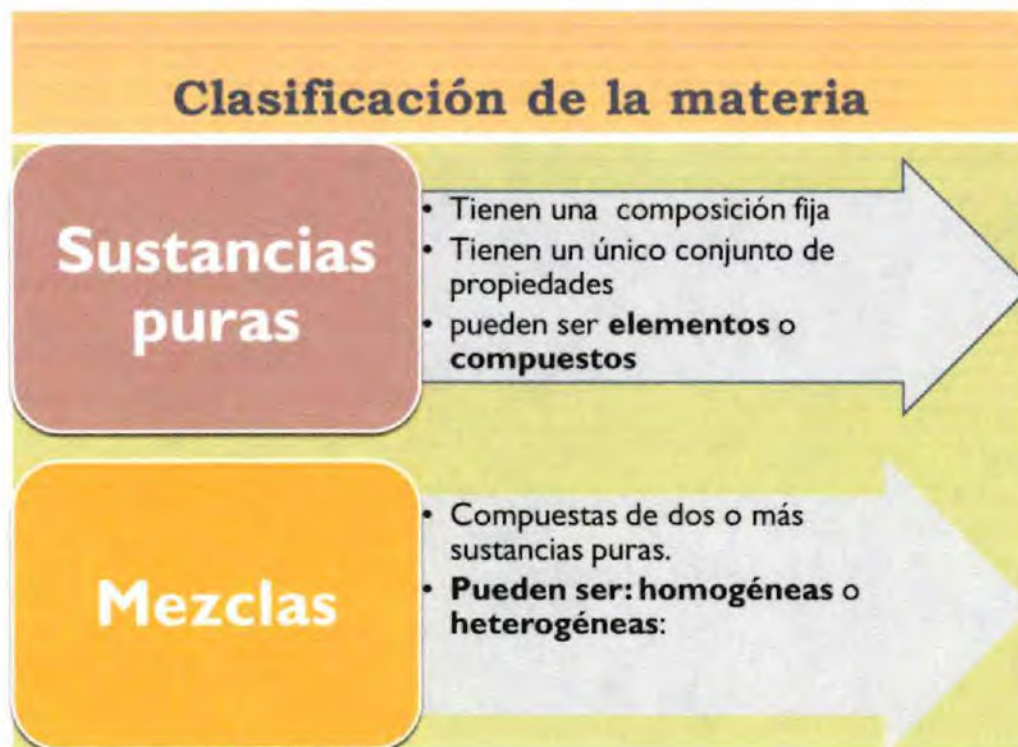 Clasificación de la materia
Sustancias
puras
• Tienen una composición fija
• Tienen un único conjunto de
propiedades
• pueden ser elementos o
compuestos
Mezclas
• Compuestas de dos o más
sustancias puras.
• Pueden ser: homogéneas o
heterogéneas: